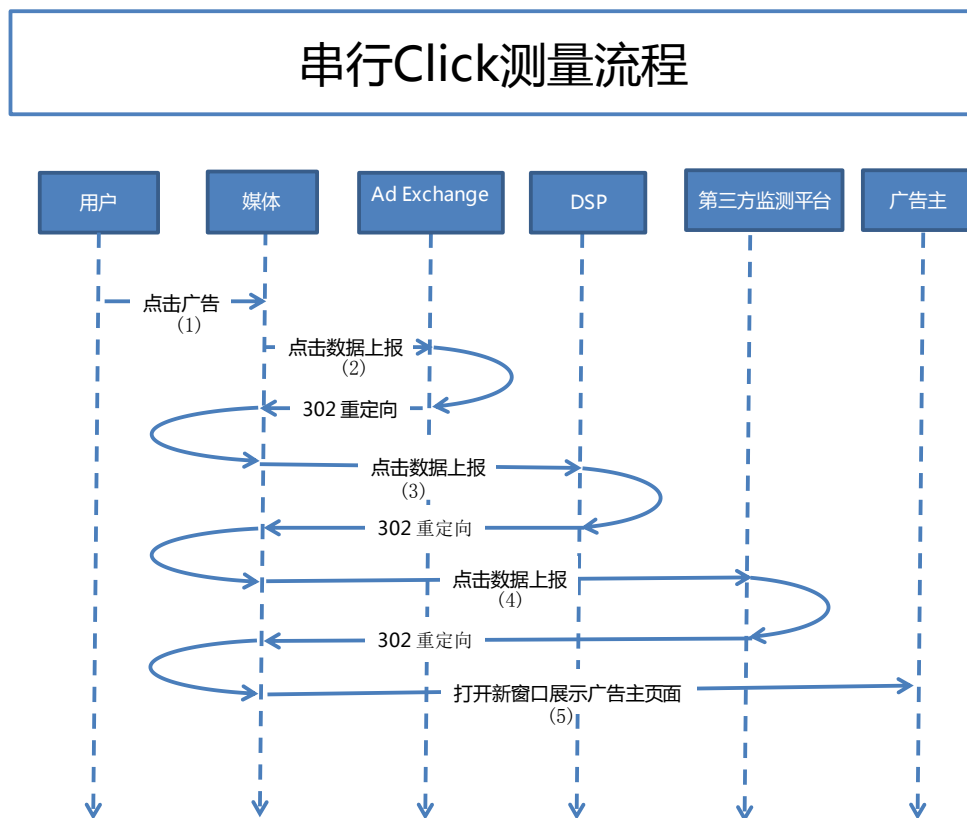 串行Click测量流程
用户
媒体
Ad Exchange
DSP
第三方监测平台
广告主
点击广告
(1)
点击数据上报
(2)
302 重定向
点击数据上报
(3)
302 重定向
点击数据上报
(4)
302 重定向
打开新窗口展示广告主页面
(5)